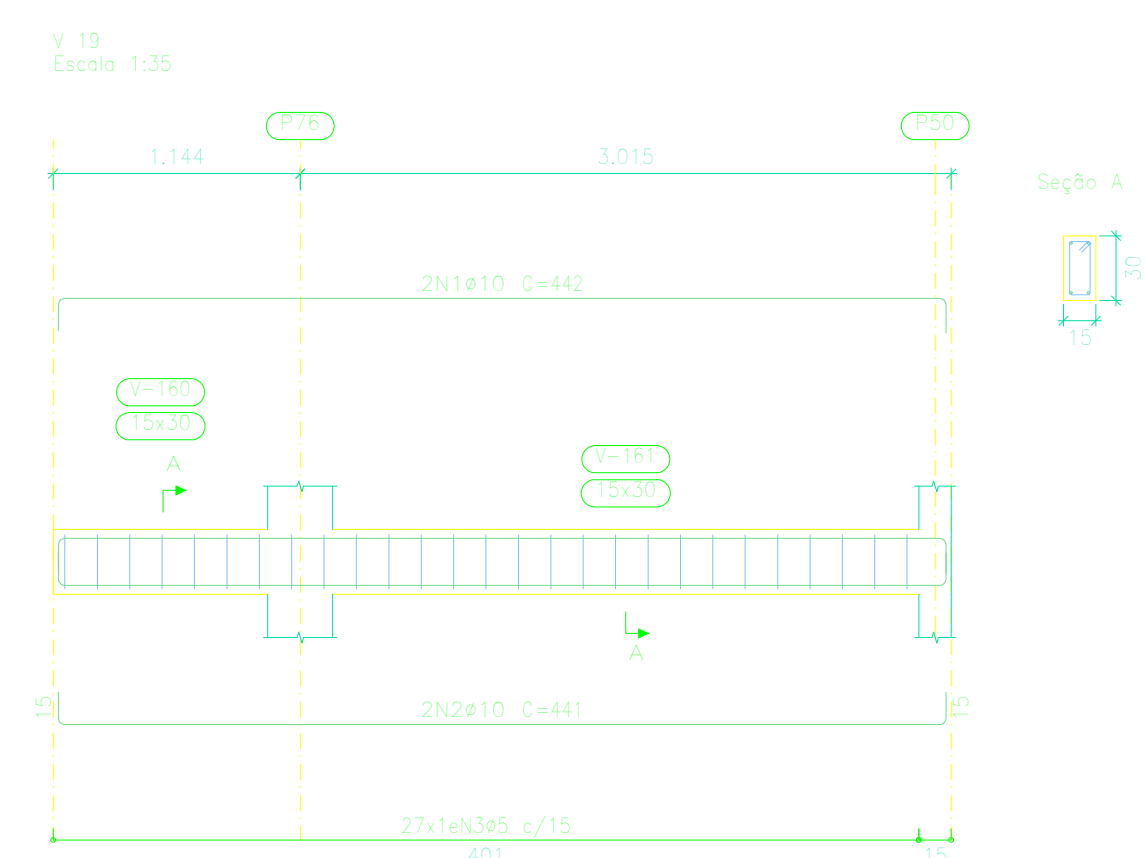 V 19
Escala 1:35
P76
P50
1.144
3.015
Seção A
30
15
2N1ø10 C=442
V-160
15x30
A
V-161
15x30
A
15
2N2ø10 C=441
15
27x1eN3ø5 c/15
401
15